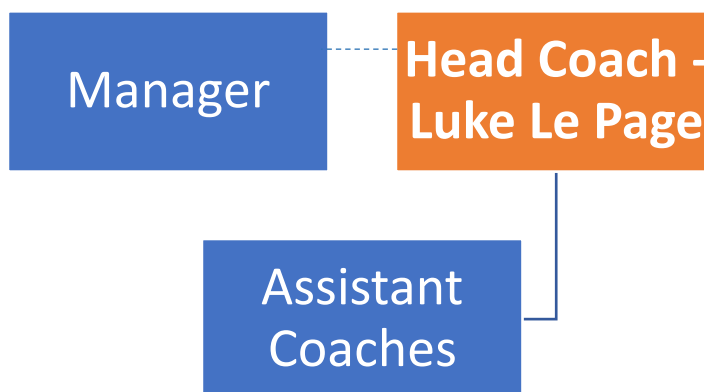 Manager
Head Coach -
Luke Le Page
Assistant
Coaches